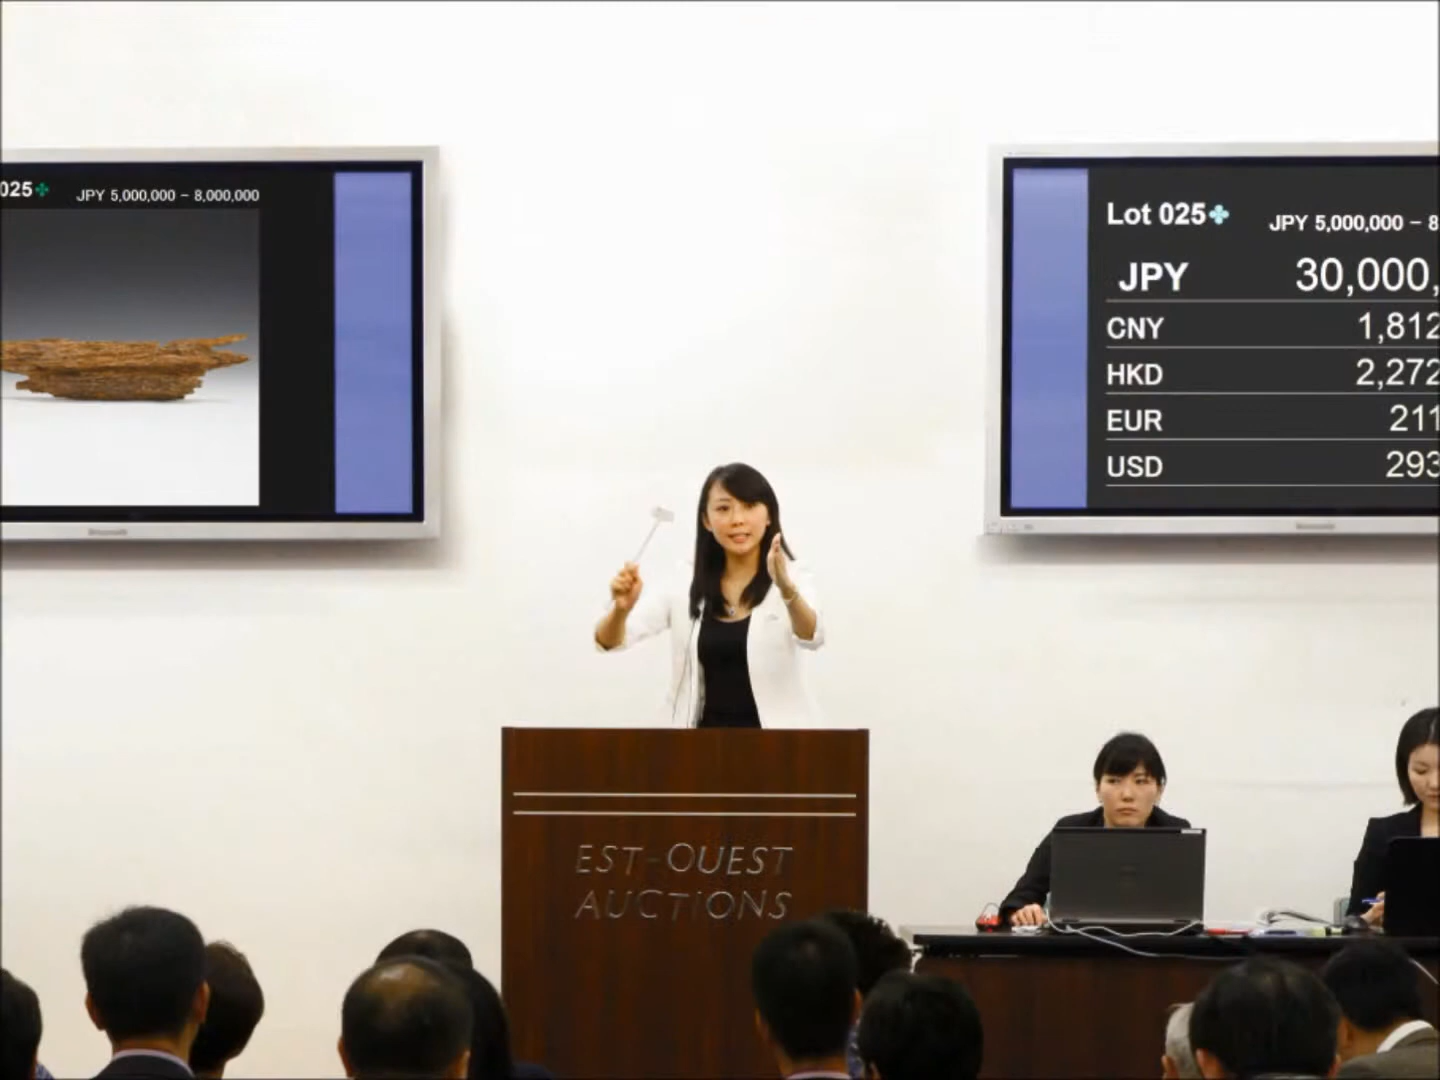 025
JPY 5,000,000 – 8,000,000
Lot 025
JPY 5,000,000 – 8
JPY 30,000,
CNY 1,812
HKD 2,272
EUR 211
USD 293
EST-OUEST
AUCTIONS